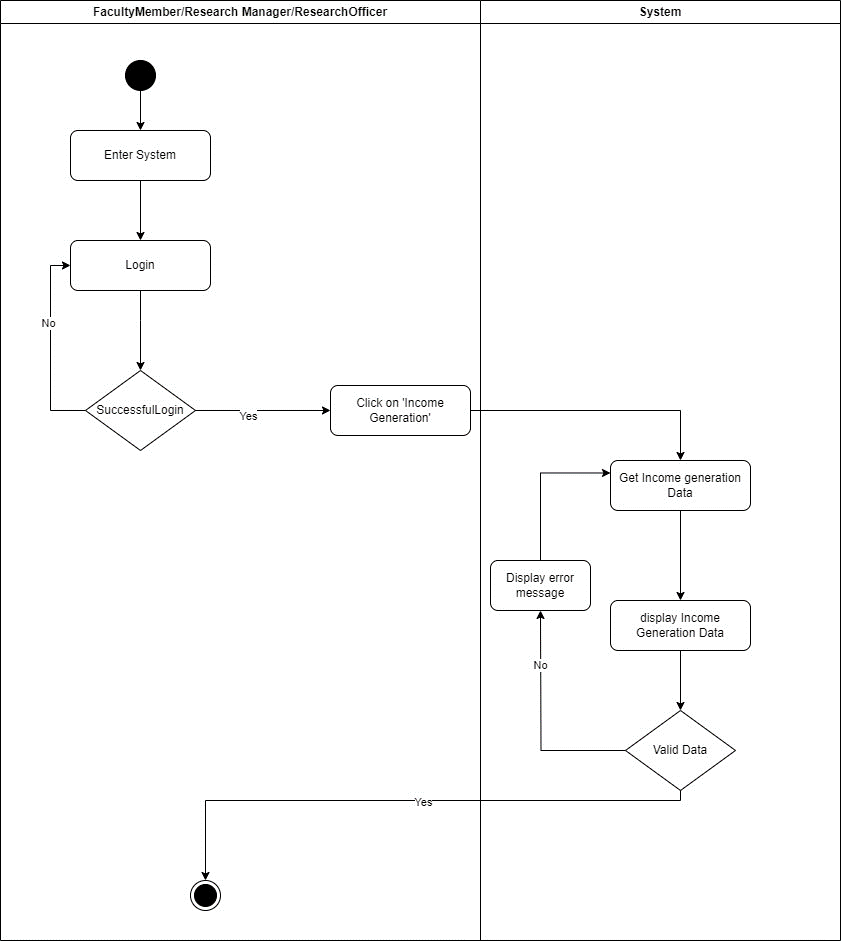 FacultyMember/Research Manager/ResearchOfficer
System
Enter System
Login
No
SuccessfulLogin
Yes
Click on 'Income
Generation'
Get Income generation
Data
Display error
message
display Income
Generation Data
No
Valid Data
Yes